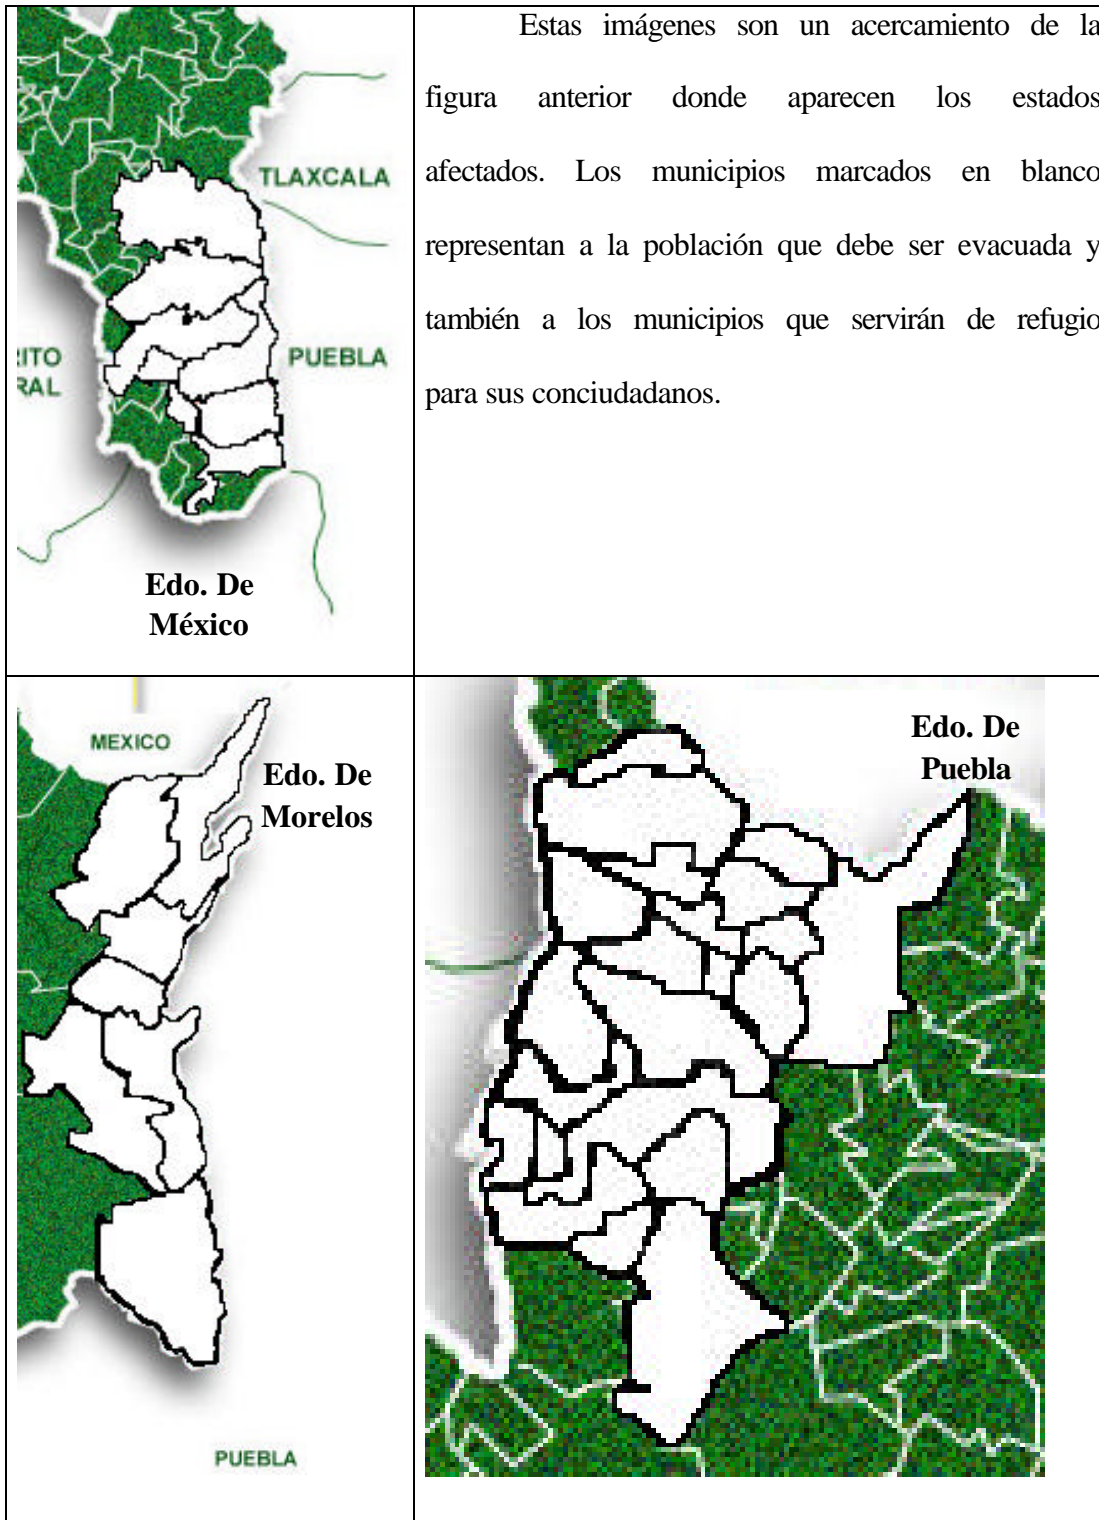 Estas imágenes son un acercamiento de la
figura anterior donde aparecen los estados
afectados. Los municipios marcados en blanco
representan a la población que debe ser evacuada y
también a los municipios que servirán de refugio
para sus conciudadanos.
TLAXCALA
ITO
RAL
PUEBLA
Edo. De
México
MEXICO
Edo. De
Morelos
PUEBLA
Edo. De
Puebla